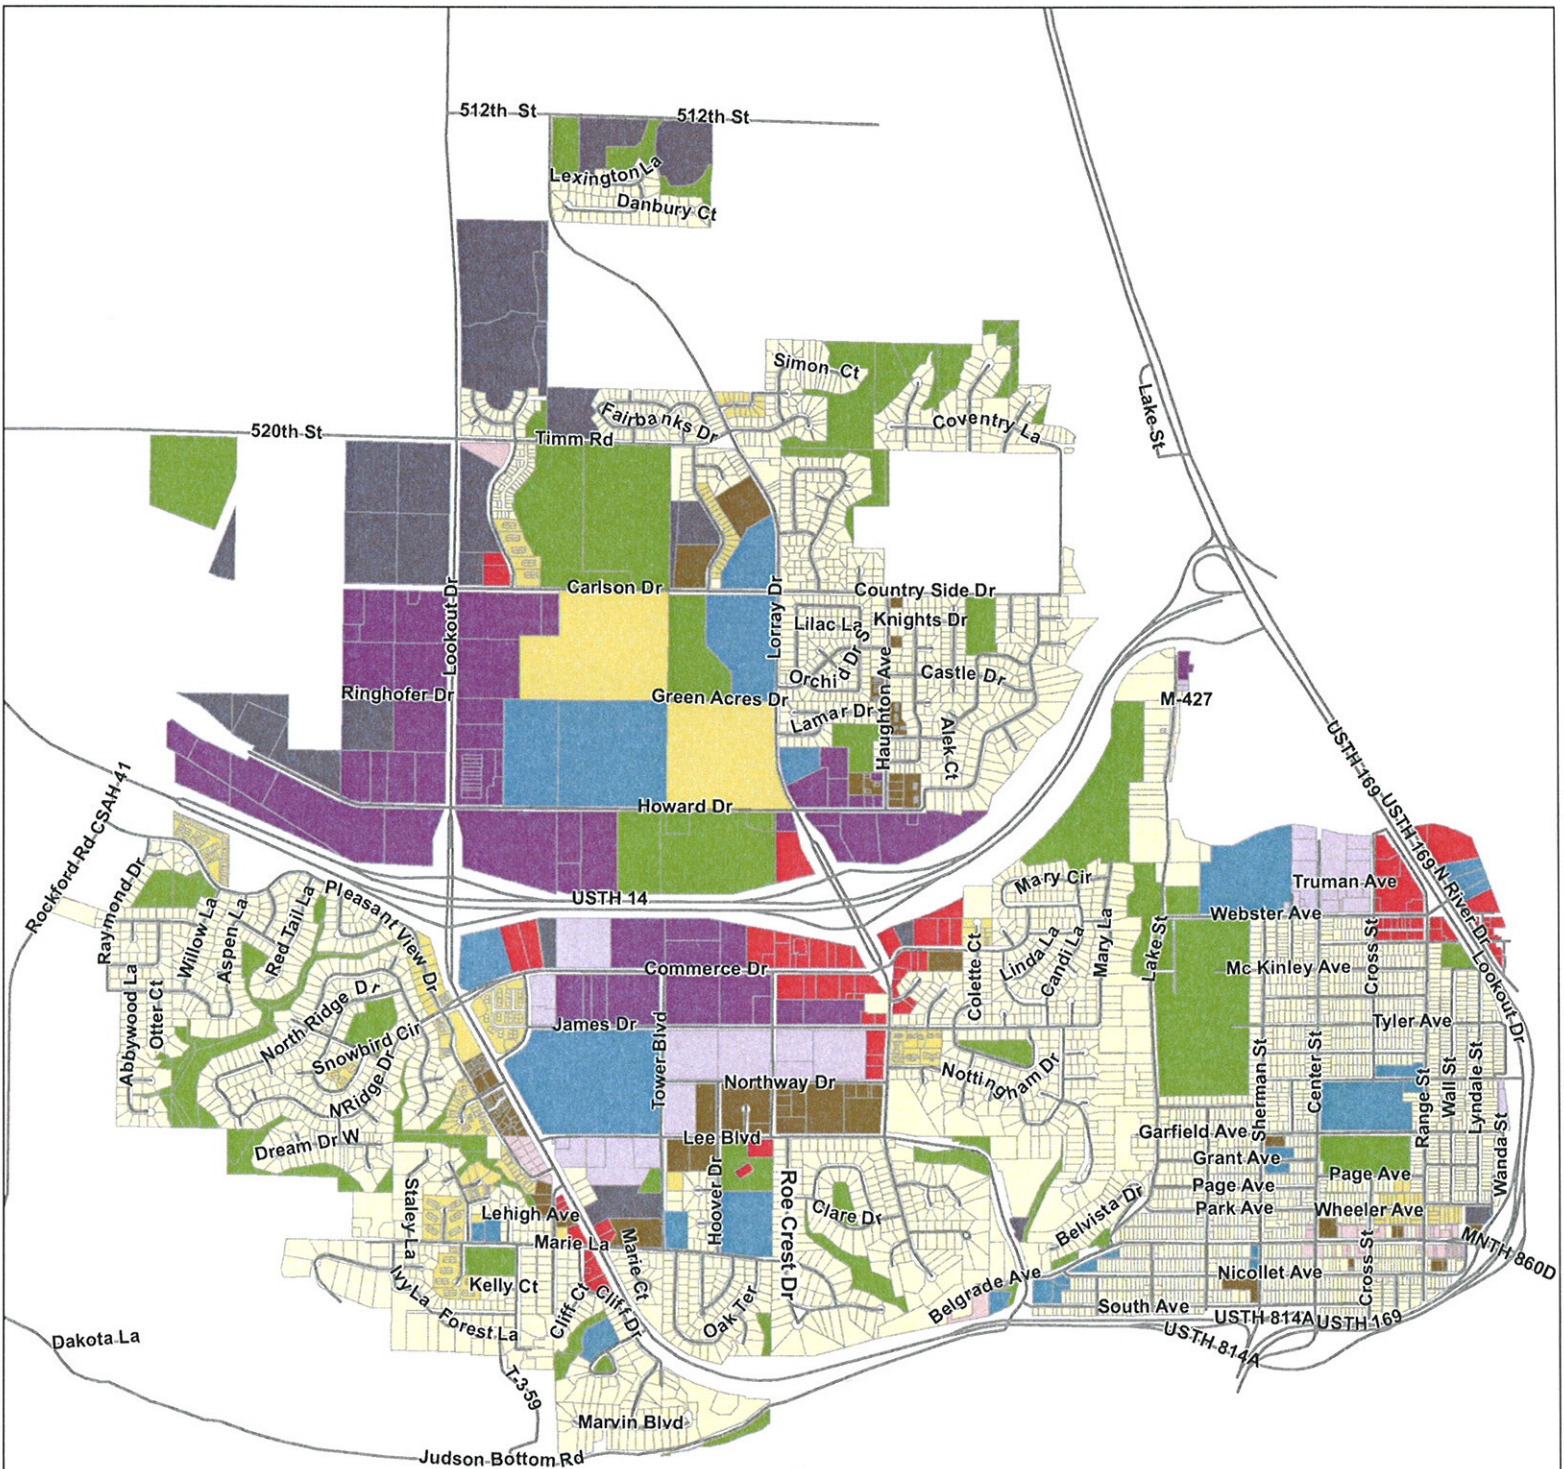 512th St
512th St
Lexington La
Danbury Ct
Simon Ct
Lake St
Fairbanks Dr
Coventry La
520th St
Timm Rd
Carlson Dr
Country Side Dr
Lookout Dr
Lorray Dr
Lilac La
Knights Dr
Orchid Dr S
Castle Dr
Ringhofer Dr
Green Acres Dr
M-427
Lamar Dr
Haughton Ave
Alek Ct
USTH 169
Howard Dr
Rockford Rd CSAH 41
USTH 169
N River Dr
Raymond Dr
Pleasant View Dr
USTH 14
Mary Cir
Truman Ave
Willow La
Aspen La
Red Tail La
Webster Ave
Lake St
Cross St
Linda La
Candi La
Mary La
Colette Ct
Commerce Dr
Mc Kinley Ave
Lookout Dr
Abbywood La
Otter Ct
North Ridge Dr
Snowbird Cir
James Dr
Tyler Ave
Tower Blvd
N Ridge Dr
Nottingham Dr
Northway Dr
Sherman St
Center St
Range St
Wall St
Lyndale St
Wanda St
Dream Dr W
Lee Blvd
Garfield Ave
Grant Ave
Page Ave
Page Ave
Park Ave
Wheeler Ave
Staley La
Lehigh Ave
Hoover Dr
Roe Crest Dr
Clare Dr
Belvista Dr
Marie La
Marie Ct
Cross St
MNTH 860D
Ivy La
Kelly Ct
Nicollet Ave
Belgrade Ave
Forest La
Cliff Ct
Cliff Dr
Oak Ter
South Ave
USTH 814A
USTH 169
USTH 814A
Dakota La
T-359
Marvin Blvd
Judson Bottom Rd